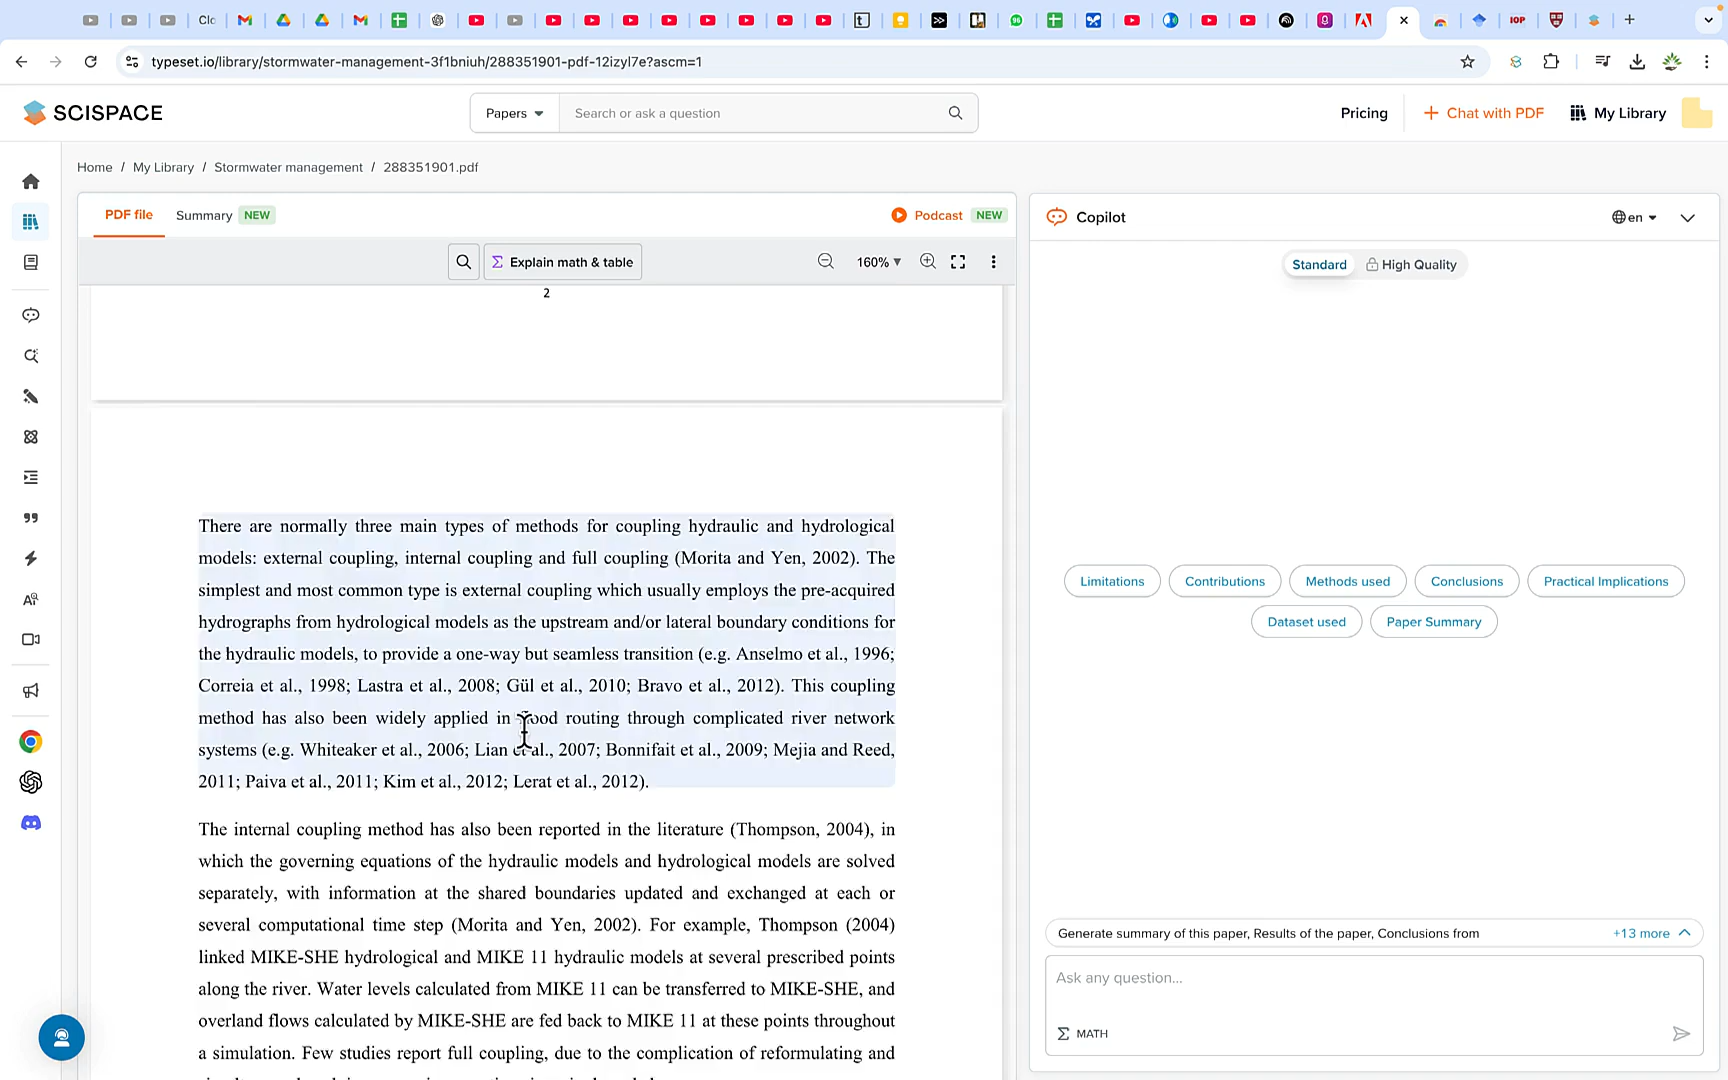 Clo
IOP
typeset.io/library/stormwater-management-3f1bniuh/288351901-pdf-12izyl7e?ascm=1
SCISPACE
Papers
Search or ask a question
Pricing
Chat with PDF
My Library
Home / My Library / Stormwater management / 288351901.pdf
PDF file
Summary NEW
Podcast NEW
Explain math & table
160%
2
There are normally three main types of methods for coupling hydraulic and hydrological
models: external coupling, internal coupling and full coupling (Morita and Yen, 2002). The
simplest and most common type is external coupling which usually employs the pre-acquired
hydrographs from hydrological models as the upstream and/or lateral boundary conditions for
the hydraulic models, to provide a one-way but seamless transition (e.g. Anselmo et al., 1996;
Correia et al., 1998; Lastra et al., 2008; Gül et al., 2010; Bravo et al., 2012). This coupling
method has also been widely applied in flood routing through complicated river network
systems (e.g. Whiteaker et al., 2006; Lian et al., 2007; Bonnifait et al., 2009; Mejia and Reed,
2011; Paiva et al., 2011; Kim et al., 2012; Lerat et al., 2012).
The internal coupling method has also been reported in the literature (Thompson, 2004), in
which the governing equations of the hydraulic models and hydrological models are solved
separately, with information at the shared boundaries updated and exchanged at each or
several computational time step (Morita and Yen, 2002). For example, Thompson (2004)
linked MIKE-SHE hydrological and MIKE 11 hydraulic models at several prescribed points
along the river. Water levels calculated from MIKE 11 can be transferred to MIKE-SHE, and
overland flows calculated by MIKE-SHE are fed back to MIKE 11 at these points throughout
a simulation. Few studies report full coupling, due to the complication of reformulating and
Copilot
en
Standard
High Quality
Limitations
Contributions
Methods used
Conclusions
Practical Implications
Dataset used
Paper Summary
Generate summary of this paper, Results of the paper, Conclusions from
+13 more
Ask any question...
MATH